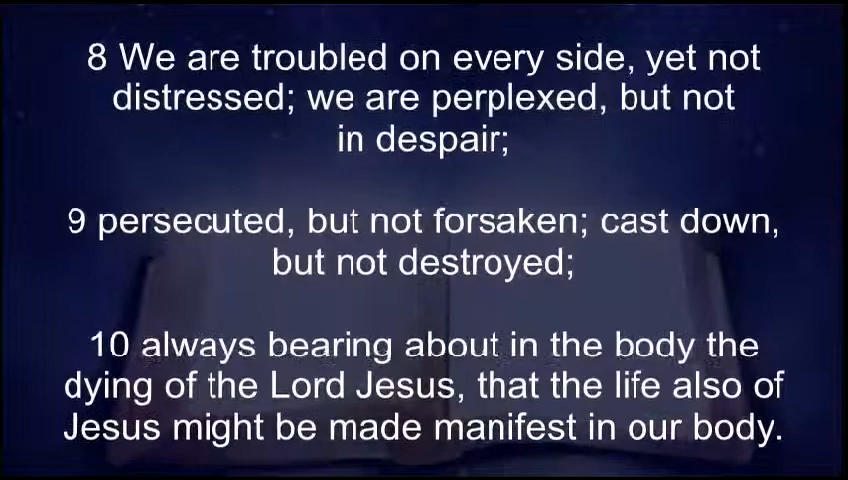 8 We are troubled on every side, yet not
distressed; we are perplexed, but not
in despair;
9 persecuted, but not forsaken; cast down,
but not destroyed;
10 always bearing about in the body the
dying of the Lord Jesus, that the life also of
Jesus might be made manifest in our body.